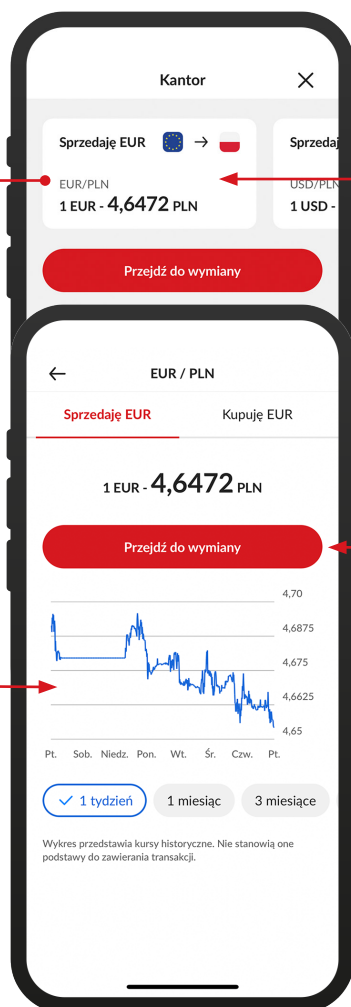 Kantor
Sprzedaję EUR
Sprzedaj
EUR/PLN
USD/PLN
1 EUR - 4,6472 PLN
1 USD -
Przejdź do wymiany
EUR / PLN
Sprzedaję EUR
Kupuję EUR
1 EUR - 4,6472 PLN
Przejdź do wymiany
4,70
4,6875
4,675
4,6625
4,65
Pt. Sob. Niedz. Pon. Wt. Śr. Czw. Pt.
1 tydzień
1 miesiąc
3 miesiące
Wykres przedstawia kursy historyczne. Nie stanowią one
podstawy do zawierania transakcji.